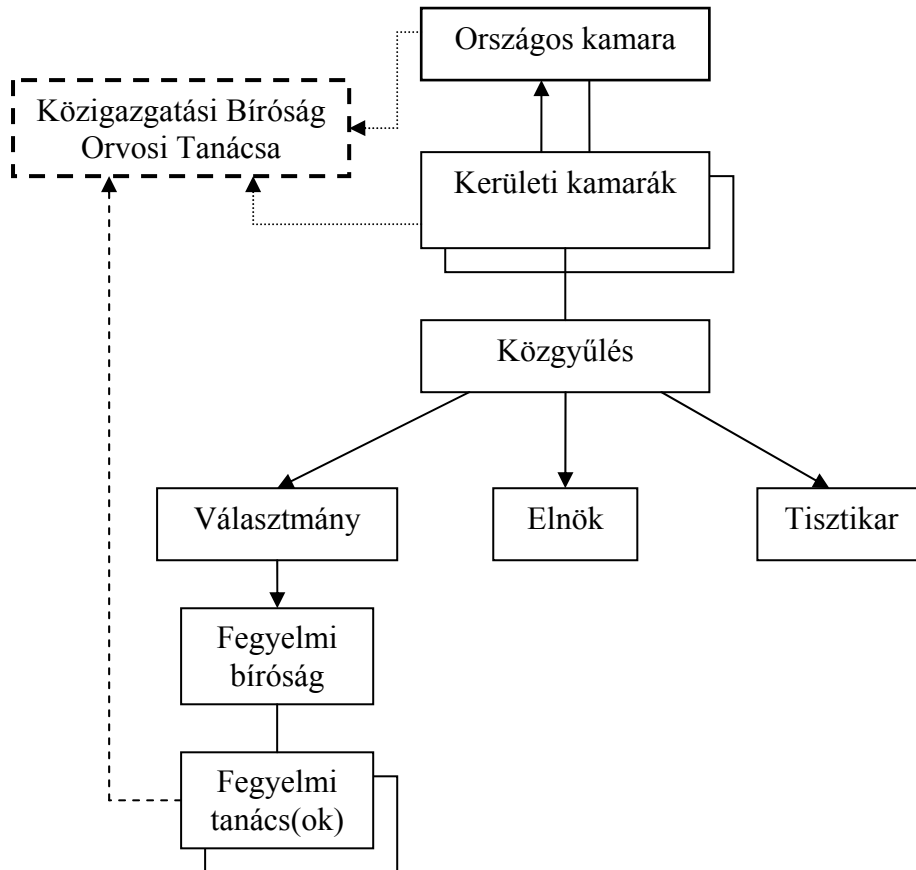 Országos kamara
Közigazgatási Bíróság
Orvosi Tanácsa
Kerületi kamarák
Közgyűlés
Választmány
Elnök
Tisztikar
Fegyelmi
bíróság
Fegyelmi
tanács(ok)